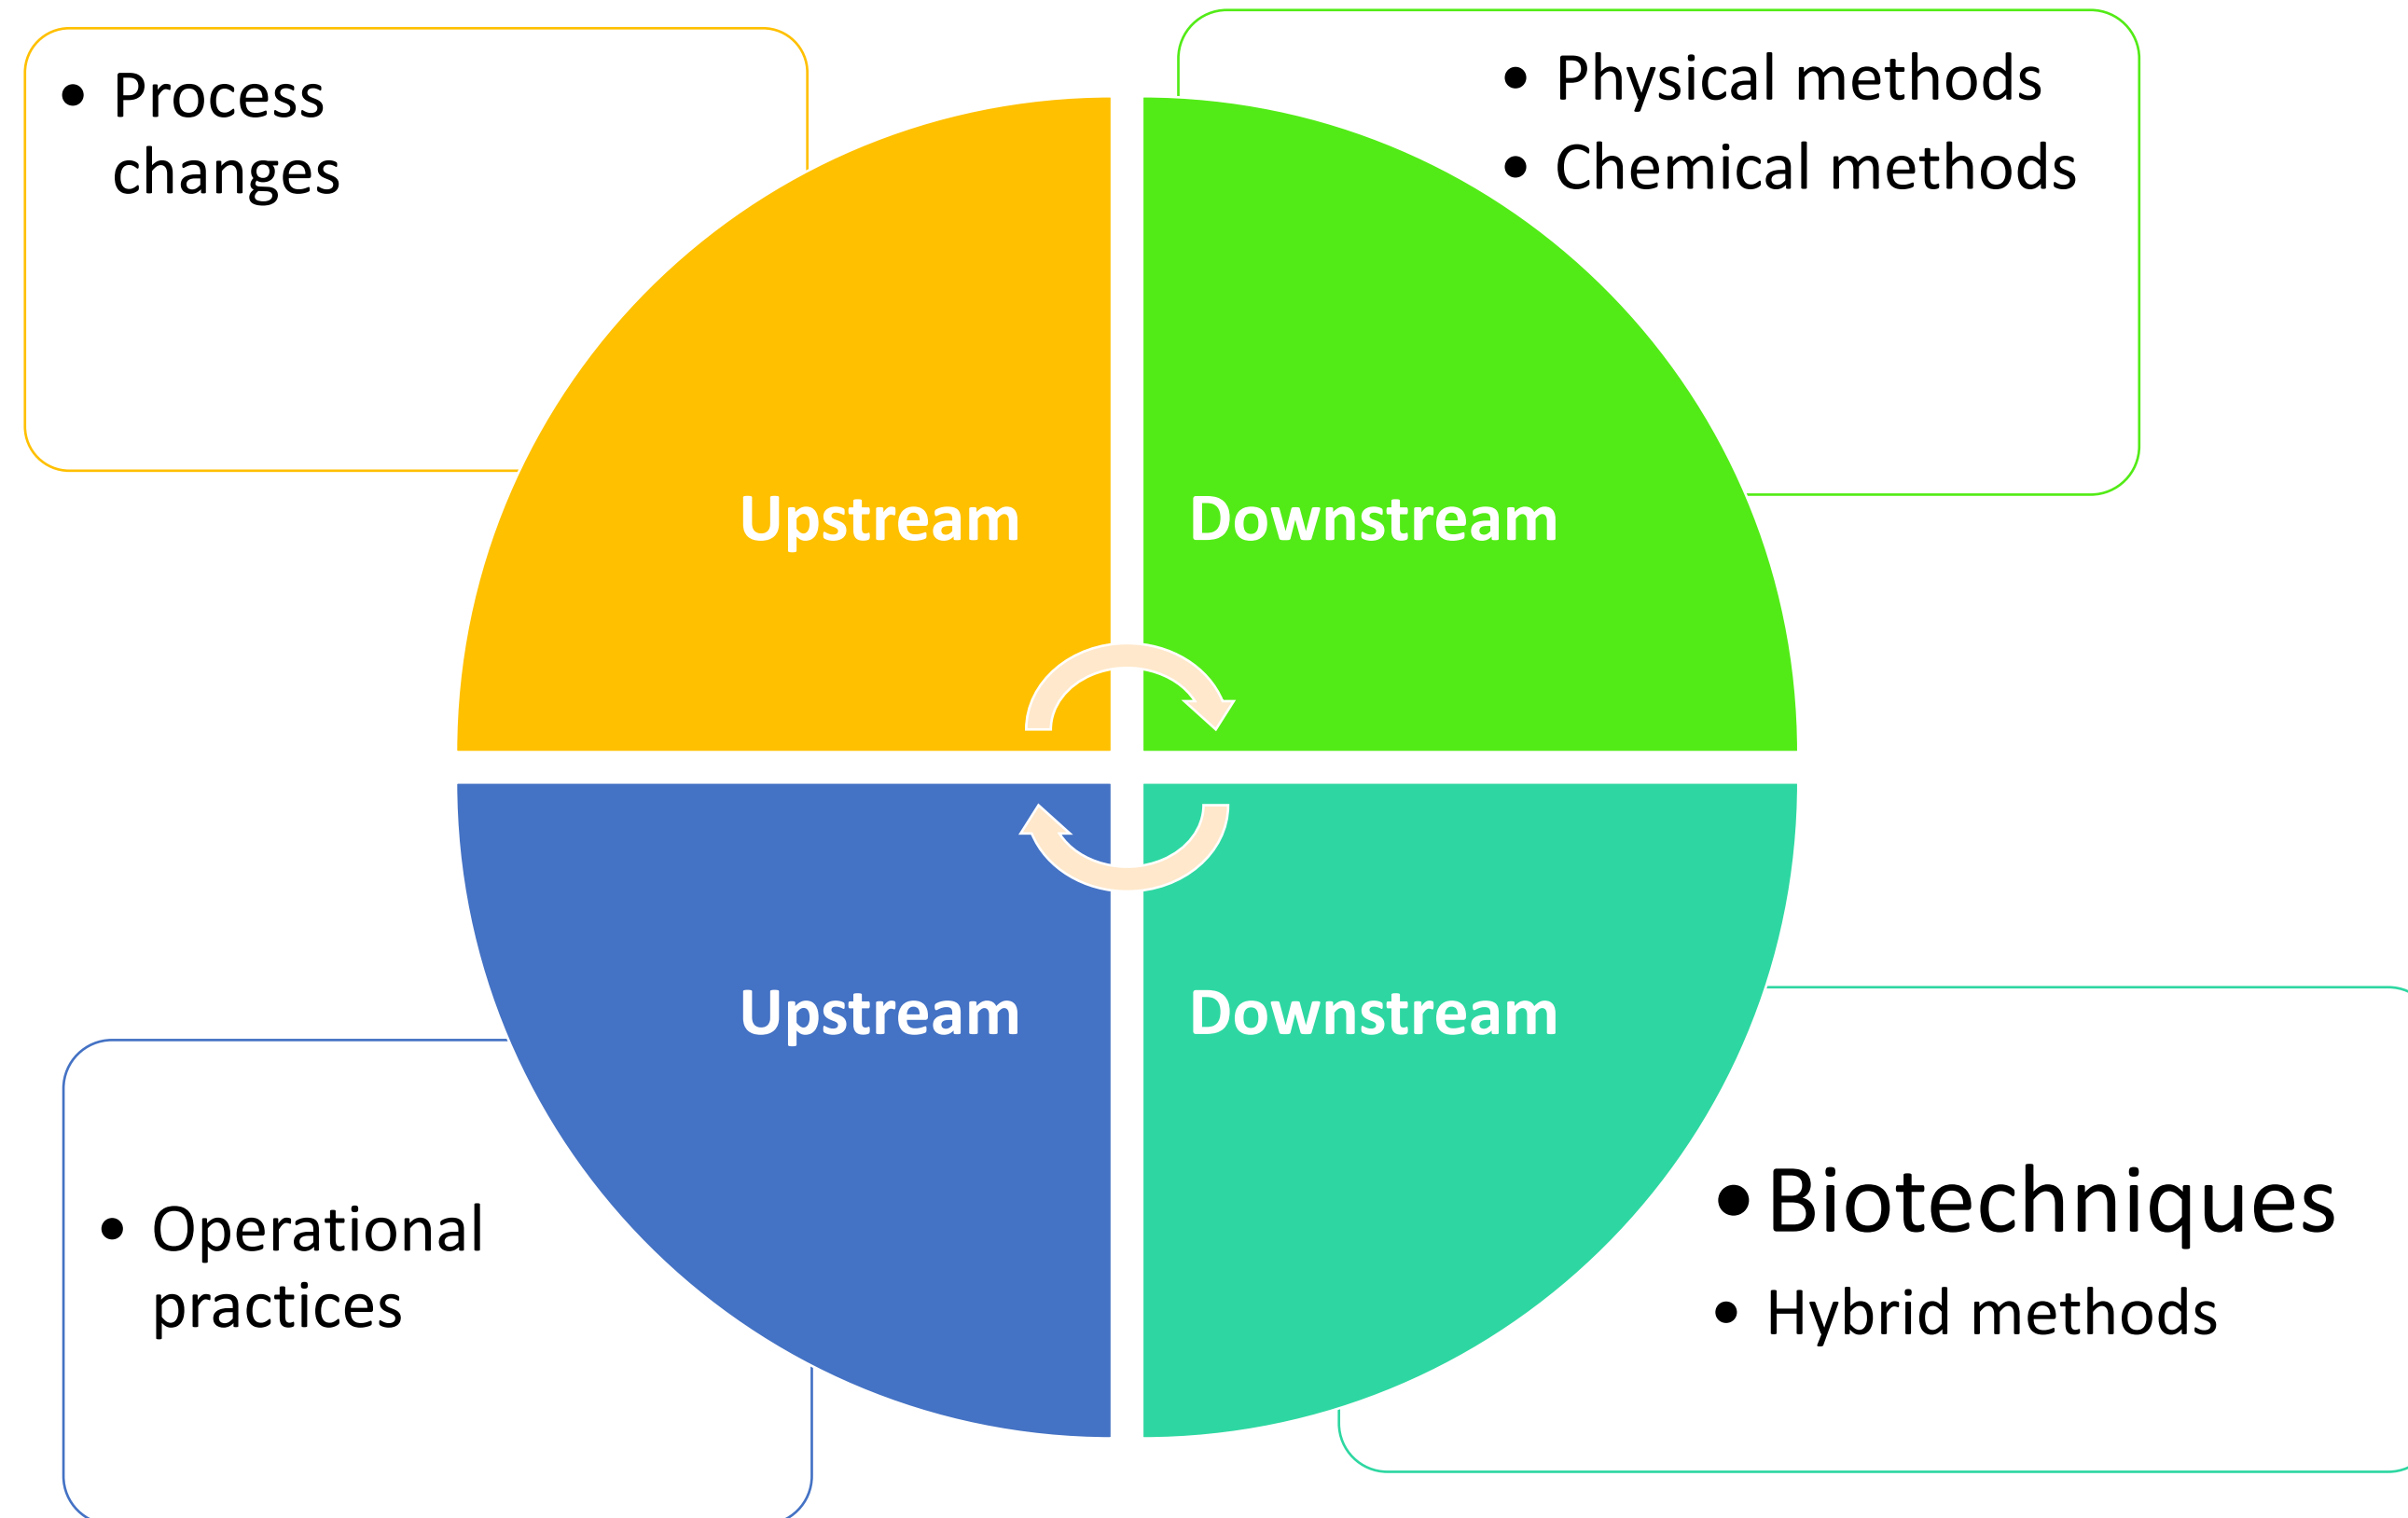 • Process
changes
• Physical methods
• Chemical methods
Upstream
Downstream
Upstream
Downstream
• Operational
practices
• Biotechniques
• Hybrid methods